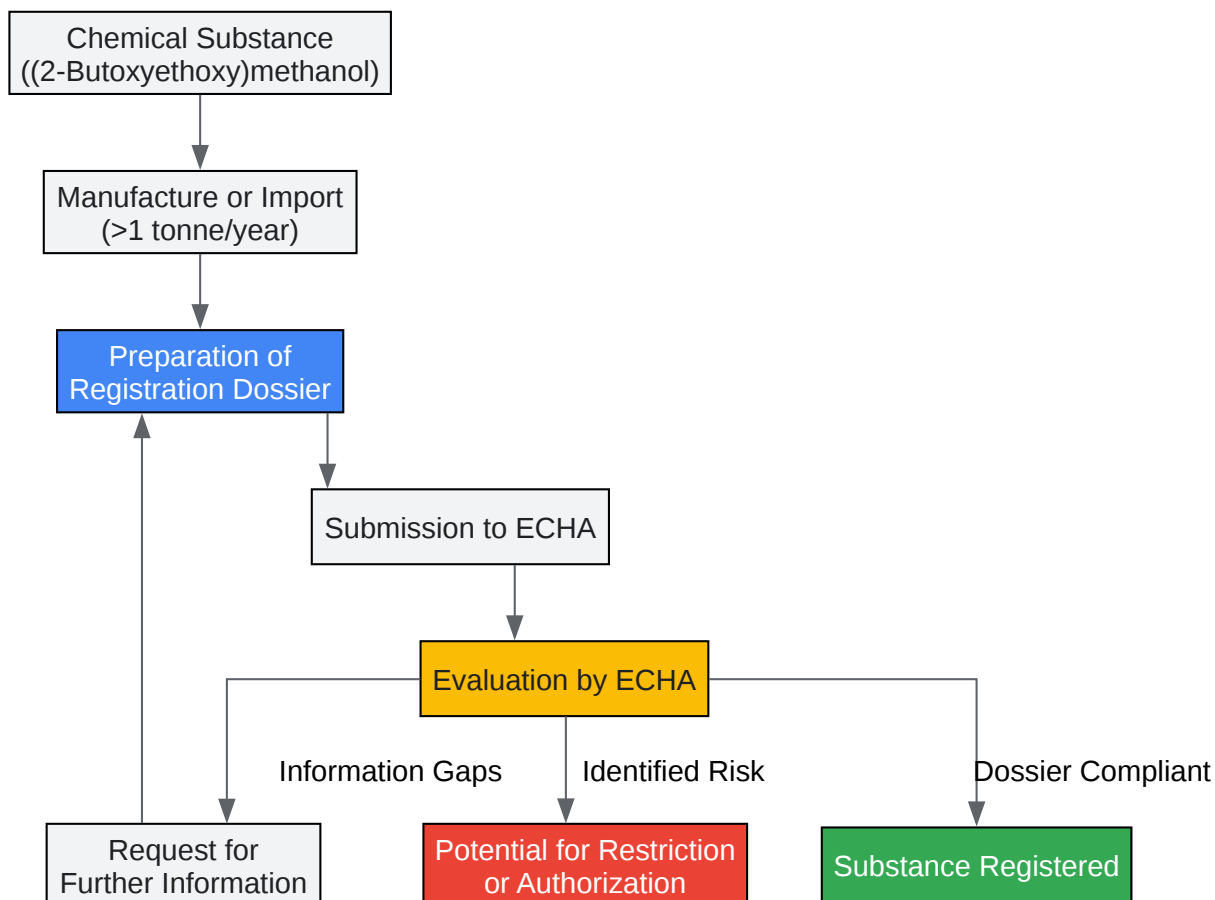 Chemical Substance
((2-Butoxyethoxy)methanol)
Manufacture or Import
(>1 tonne/year)
Preparation of
Registration Dossier
Submission to ECHA
Evaluation by ECHA
Information Gaps
Identified Risk
Dossier Compliant
Request for
Further Information
Potential for Restriction
or Authorization
Substance Registered